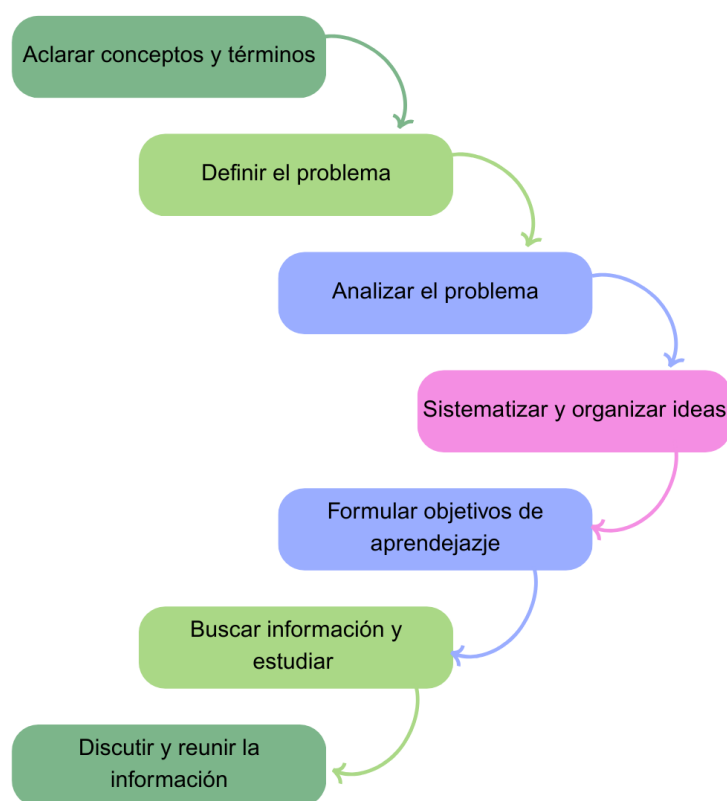 Aclarar conceptos y términos
Definir el problema
Analizar el problema
Sistematizar y organizar ideas
Formular objetivos de
aprendejazje
Buscar información y
estudiar
Discutir y reunir la
información